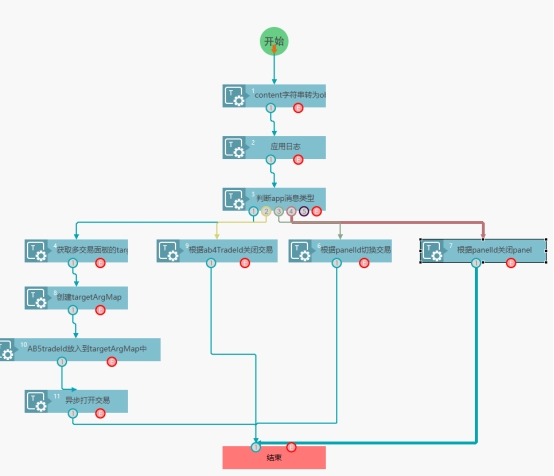 开始
1 content字符串转为ol
2 应用日志
3 判断app消息类型
1 2 3 4
4 获取多交易面板的tar
5 根据ab4TradeId关闭交易
6 根据panelId切换交易
7 根据panelId关闭panel
创建targetArgMap
10 ABStradeId放入到targetArgMap中
11 异步打开交易
结束